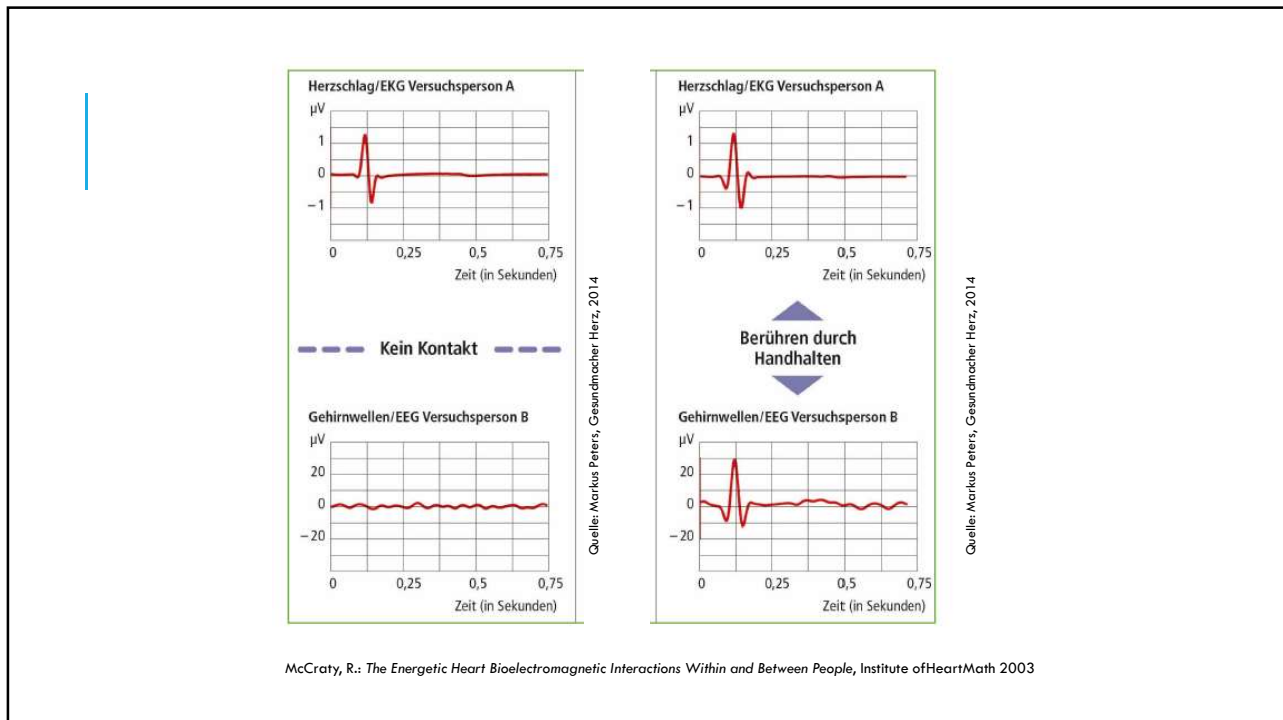 Herzschlag/EKG Versuchsperson A
µV
1
0
−1
0 0,25 0,5 0,75
Zeit (in Sekunden)
Kein Kontakt
Gehirnwellen/EEG Versuchsperson B
µV
20
0
−20
0 0,25 0,5 0,75
Zeit (in Sekunden)
Quelle: Markus Peters, Gesundmacher Herz, 2014
Herzschlag/EKG Versuchsperson A
µV
1
0
−1
0 0,25 0,5 0,75
Zeit (in Sekunden)
Berühren durch
Handhalten
Gehirnwellen/EEG Versuchsperson B
µV
20
0
−20
0 0,25 0,5 0,75
Zeit (in Sekunden)
Quelle: Markus Peters, Gesundmacher Herz, 2014
McCraty, R.: The Energetic Heart Bioelectromagnetic Interactions Within and Between People, Institute ofHeartMath 2003